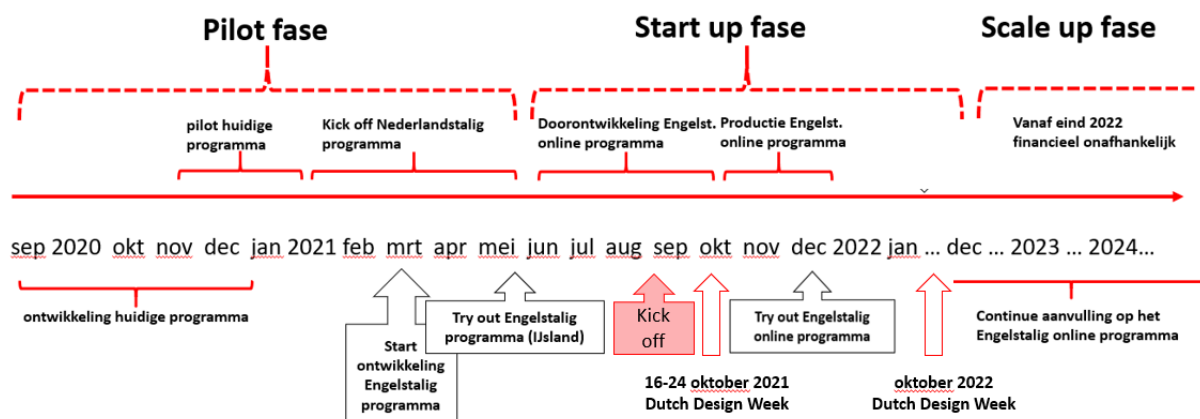 Pilot fase
Start up fase
Scale up fase
pilot huidige
programma
Kick off Nederlandstalig
programma
Doorontwikkeling Engelst.
online programma
Productie Engelst.
online programma
Vanaf eind 2022
financieel onafhankelijk
sep 2020 okt nov dec jan 2021 feb mrt apr mei jun jul aug sep okt nov dec 2022 jan ... dec ... 2023 ... 2024...
ontwikkeling huidige programma
Start
ontwikkeling
Engelstalig
programma
Try out Engelstalig
programma (IJsland)
Kick
off
16-24 oktober 2021
Dutch Design Week
Try out Engelstalig
online programma
oktober 2022
Dutch Design Week
Continue aanvulling op het
Engelstalig online programma